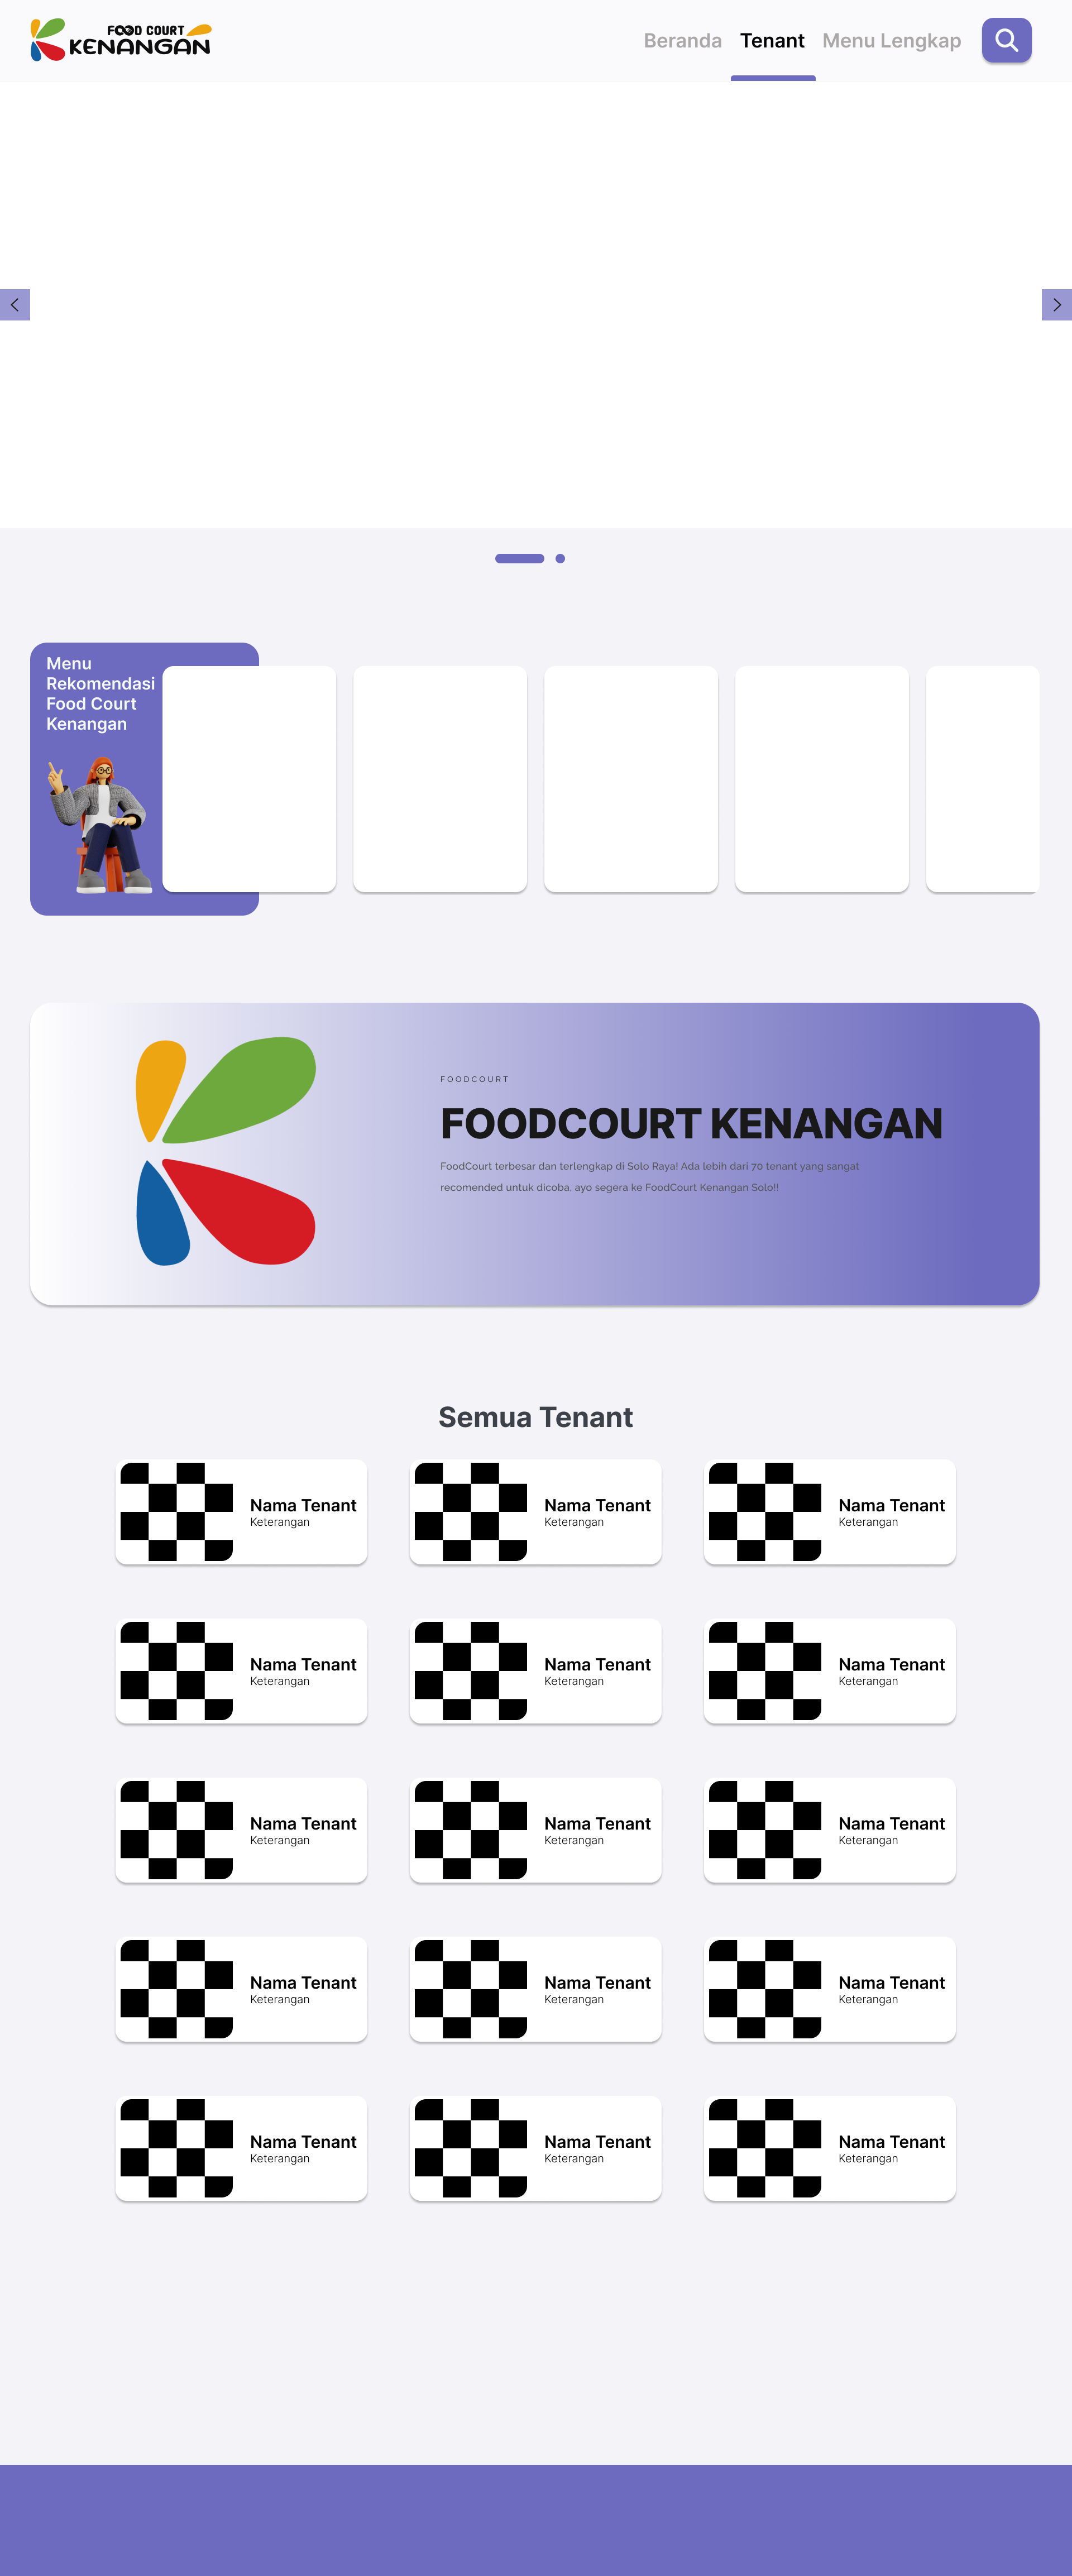 FOOD COURT
KENANGAN
Beranda Tenant Menu Lengkap
Menu
Rekomendasi
Food Court
Kenangan
FOODCOURT
FOODCOURT KENANGAN
FoodCourt terbesar dan terlengkap di Solo Raya! Ada lebih dari 70 tenant yang sangat
recomended untuk dicoba, ayo segera ke FoodCourt Kenangan Solo!!
Semua Tenant
Nama Tenant
Keterangan
Nama Tenant
Keterangan
Nama Tenant
Keterangan
Nama Tenant
Keterangan
Nama Tenant
Keterangan
Nama Tenant
Keterangan
Nama Tenant
Keterangan
Nama Tenant
Keterangan
Nama Tenant
Keterangan
Nama Tenant
Keterangan
Nama Tenant
Keterangan
Nama Tenant
Keterangan
Nama Tenant
Keterangan
Nama Tenant
Keterangan
Nama Tenant
Keterangan